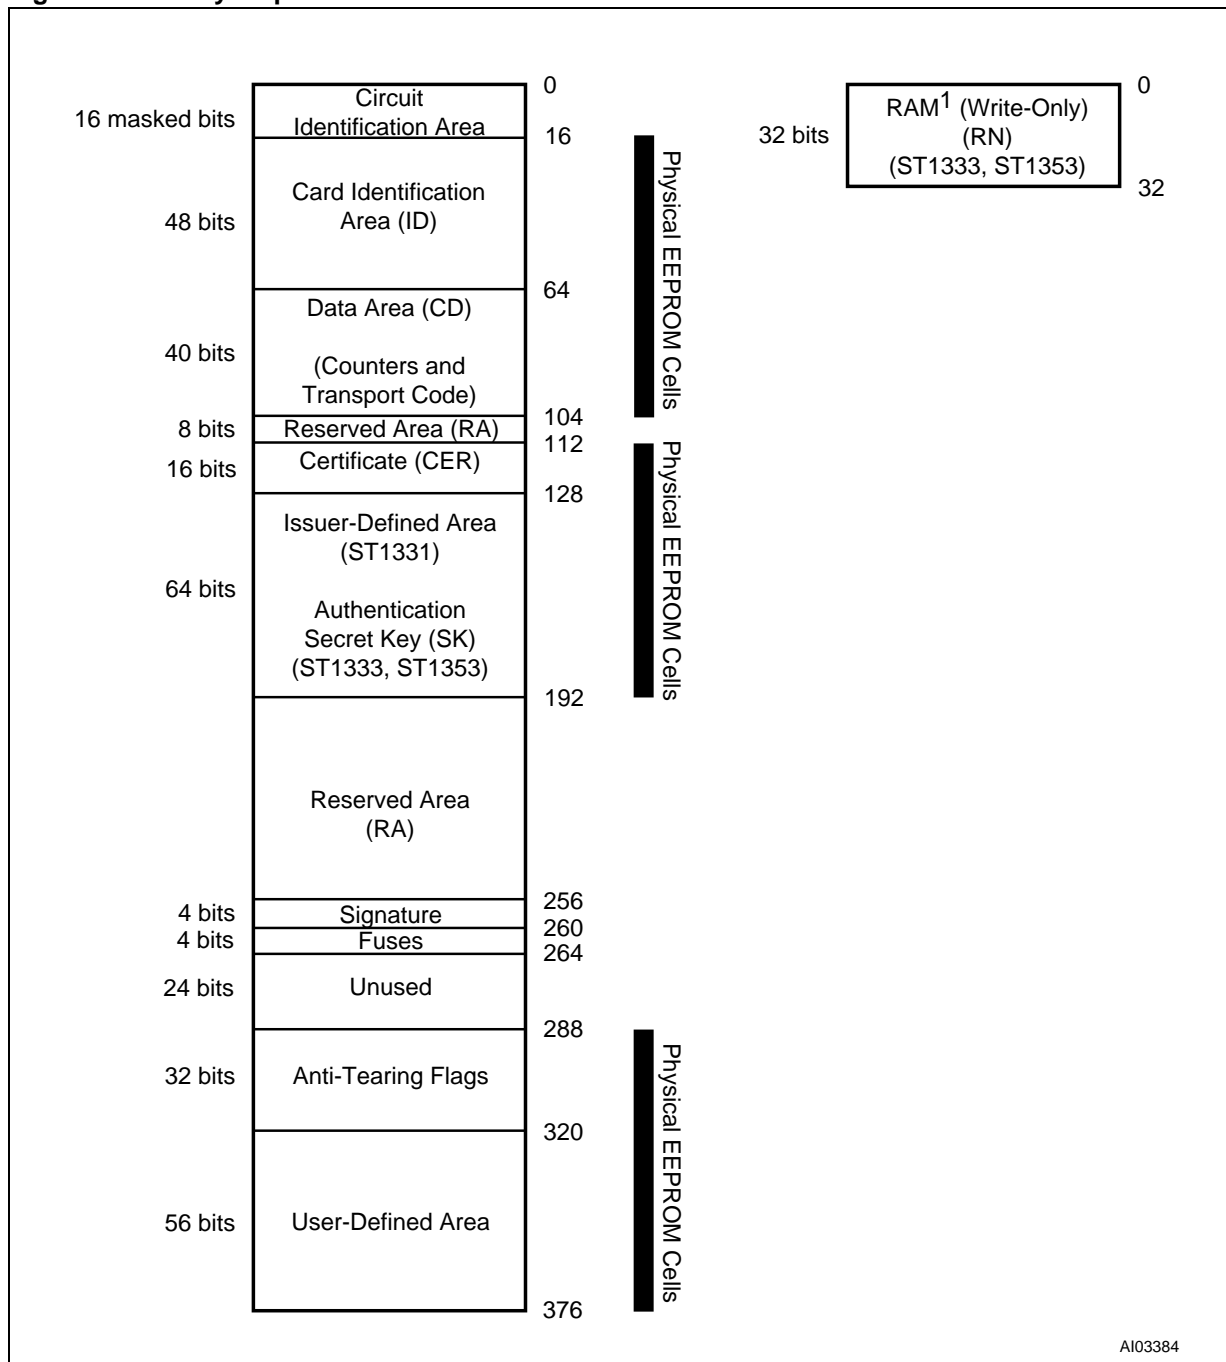 16 masked bits
Circuit
Identification Area
0
16
48 bits
Card Identification
Area (ID)
64
40 bits
Data Area (CD)
(Counters and
Transport Code)
104
8 bits
Reserved Area (RA)
112
16 bits
Certificate (CER)
128
64 bits
Issuer-Defined Area
(ST1331)
Authentication
Secret Key (SK)
(ST1333, ST1353)
192
Reserved Area
(RA)
256
4 bits
Signature
260
4 bits
Fuses
264
24 bits
Unused
288
32 bits
Anti-Tearing Flags
320
56 bits
User-Defined Area
376
Physical EEPROM Cells
Physical EEPROM Cells
Physical EEPROM Cells
32 bits
RAM1 (Write-Only)
(RN)
(ST1333, ST1353)
0
32
AI03384